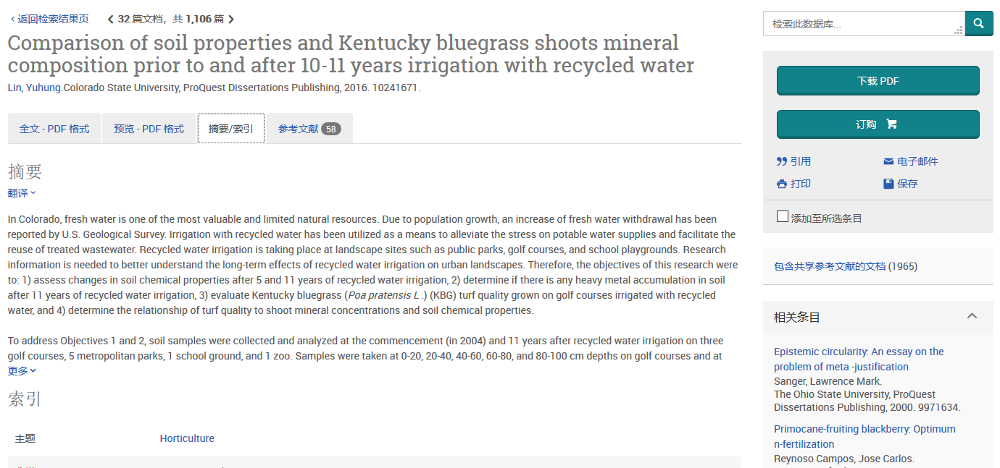 返回检索结果页
32 篇文档，共 1,106 篇
Comparison of soil properties and Kentucky bluegrass shoots mineral
composition prior to and after 10-11 years irrigation with recycled water
Lin, Yuhung.Colorado State University, ProQuest Dissertations Publishing, 2016. 10241671.
全文 - PDF 格式
预览 - PDF 格式
摘要/索引
参考文献 58
摘要
翻译
In Colorado, fresh water is one of the most valuable and limited natural resources. Due to population growth, an increase of fresh water withdrawal has been
reported by U.S. Geological Survey. Irrigation with recycled water has been utilized as a means to alleviate the stress on potable water supplies and facilitate the
reuse of treated wastewater. Recycled water irrigation is taking place at landscape sites such as public parks, golf courses, and school playgrounds. Research
information is needed to better understand the long-term effects of recycled water irrigation on urban landscapes. Therefore, the objectives of this research were
to: 1) assess changes in soil chemical properties after 5 and 11 years of recycled water irrigation, 2) determine if there is any heavy metal accumulation in soil
after 11 years of recycled water irrigation, 3) evaluate Kentucky bluegrass (Poa pratensis L .) (KBG) turf quality grown on golf courses irrigated with recycled
water, and 4) determine the relationship of turf quality to shoot mineral concentrations and soil chemical properties.
To address Objectives 1 and 2, soil samples were collected and analyzed at the commencement (in 2004) and 11 years after recycled water irrigation on three
golf courses, 5 metropolitan parks, 1 school ground, and 1 zoo. Samples were taken at 0-20, 20-40, 40-60, 60-80, and 80-100 cm depths on golf courses and at
更多
索引
主题
Horticulture
检索此数据库...
下载 PDF
订购
引用
电子邮件
打印
保存
添加至所选条目
包含共享参考文献的文档 (1965)
相关条目
Epistemic circularity: An essay on the
problem of meta -justification
Sanger, Lawrence Mark.
The Ohio State University, ProQuest
Dissertations Publishing, 2000. 9971634.
Primocane-fruiting blackberry: Optimum
n-fertilization
Reynoso Campos, Jose Carlos.